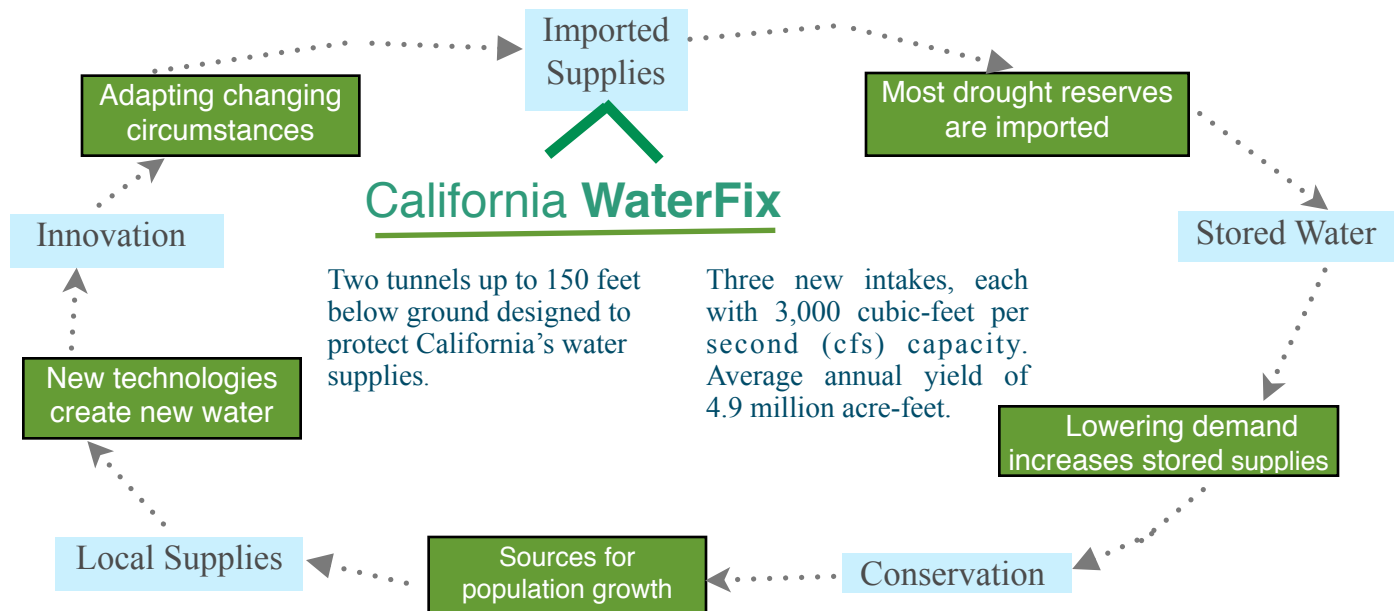 Imported
Supplies
Adapting changing
circumstances
Most drought reserves
are imported
California WaterFix
Innovation
Stored Water
Two tunnels up to 150 feet
below ground designed to
protect California’s water
supplies.
Three new intakes, each
with 3,000 cubic-feet per
second (cfs) capacity.
Average annual yield of
4.9 million acre-feet.
New technologies
create new water
Lowering demand
increases stored supplies
Local Supplies
Sources for
population growth
Conservation